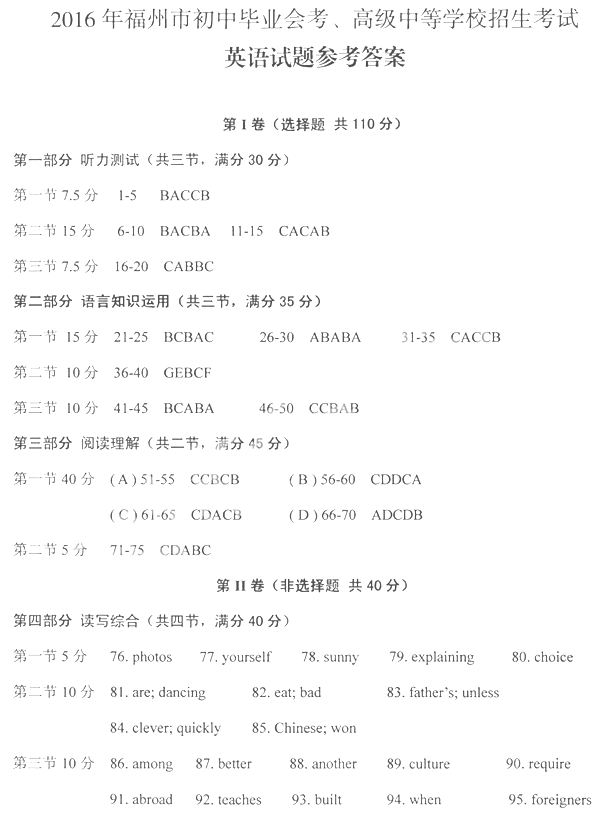 2016年福州市初中毕业会考、高级中等学校招生考试
英语试题参考答案
第 I 卷（选择题 共 110 分）
第一部分 听力测试（共三节，满分 30 分）
第一节 7.5 分 1-5 BACCB
第二节 15 分 6-10 BACBA 11-15 CACAB
第三节 7.5 分 16-20 CABBC
第二部分 语言知识运用（共三节，满分 35 分）
第一节 15 分 21-25 BCBAC 26-30 ABABA 31-35 CACCB
第二节 10 分 36-40 GEBCF
第三节 10 分 41-45 BCABA 46-50 CCBAB
第三部分 阅读理解（共二节，满分 45 分）
第一节 40 分 ( A ) 51-55 CCBCB ( B ) 56-60 CDDCA
( C ) 61-65 CDACB ( D ) 66-70 ADCDB
第二节 5 分 71-75 CDABC
第 II 卷（非选择题 共 40 分）
第四部分 读写综合（共四节，满分 40 分）
第一节 5 分 76. photos 77. yourself 78. sunny 79. explaining 80. choice
第二节 10 分 81. are; dancing 82. eat; bad 83. father's; unless
84. clever; quickly 85. Chinese; won
第三节 10 分 86. among 87. better 88. another 89. culture 90. require
91. abroad 92. teaches 93. built 94. when 95. foreigners